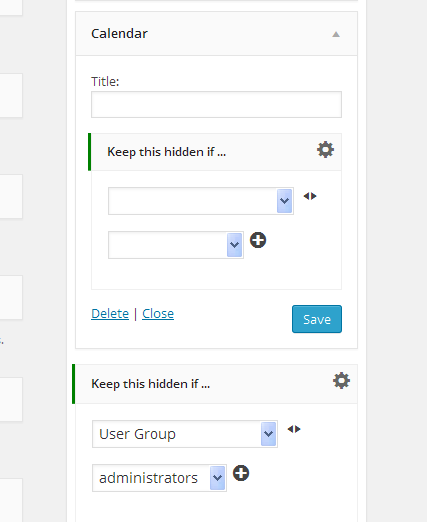 Calendar
Title:
Keep this hidden if ...
Delete | Close
Save
Keep this hidden if ...
User Group
administrators